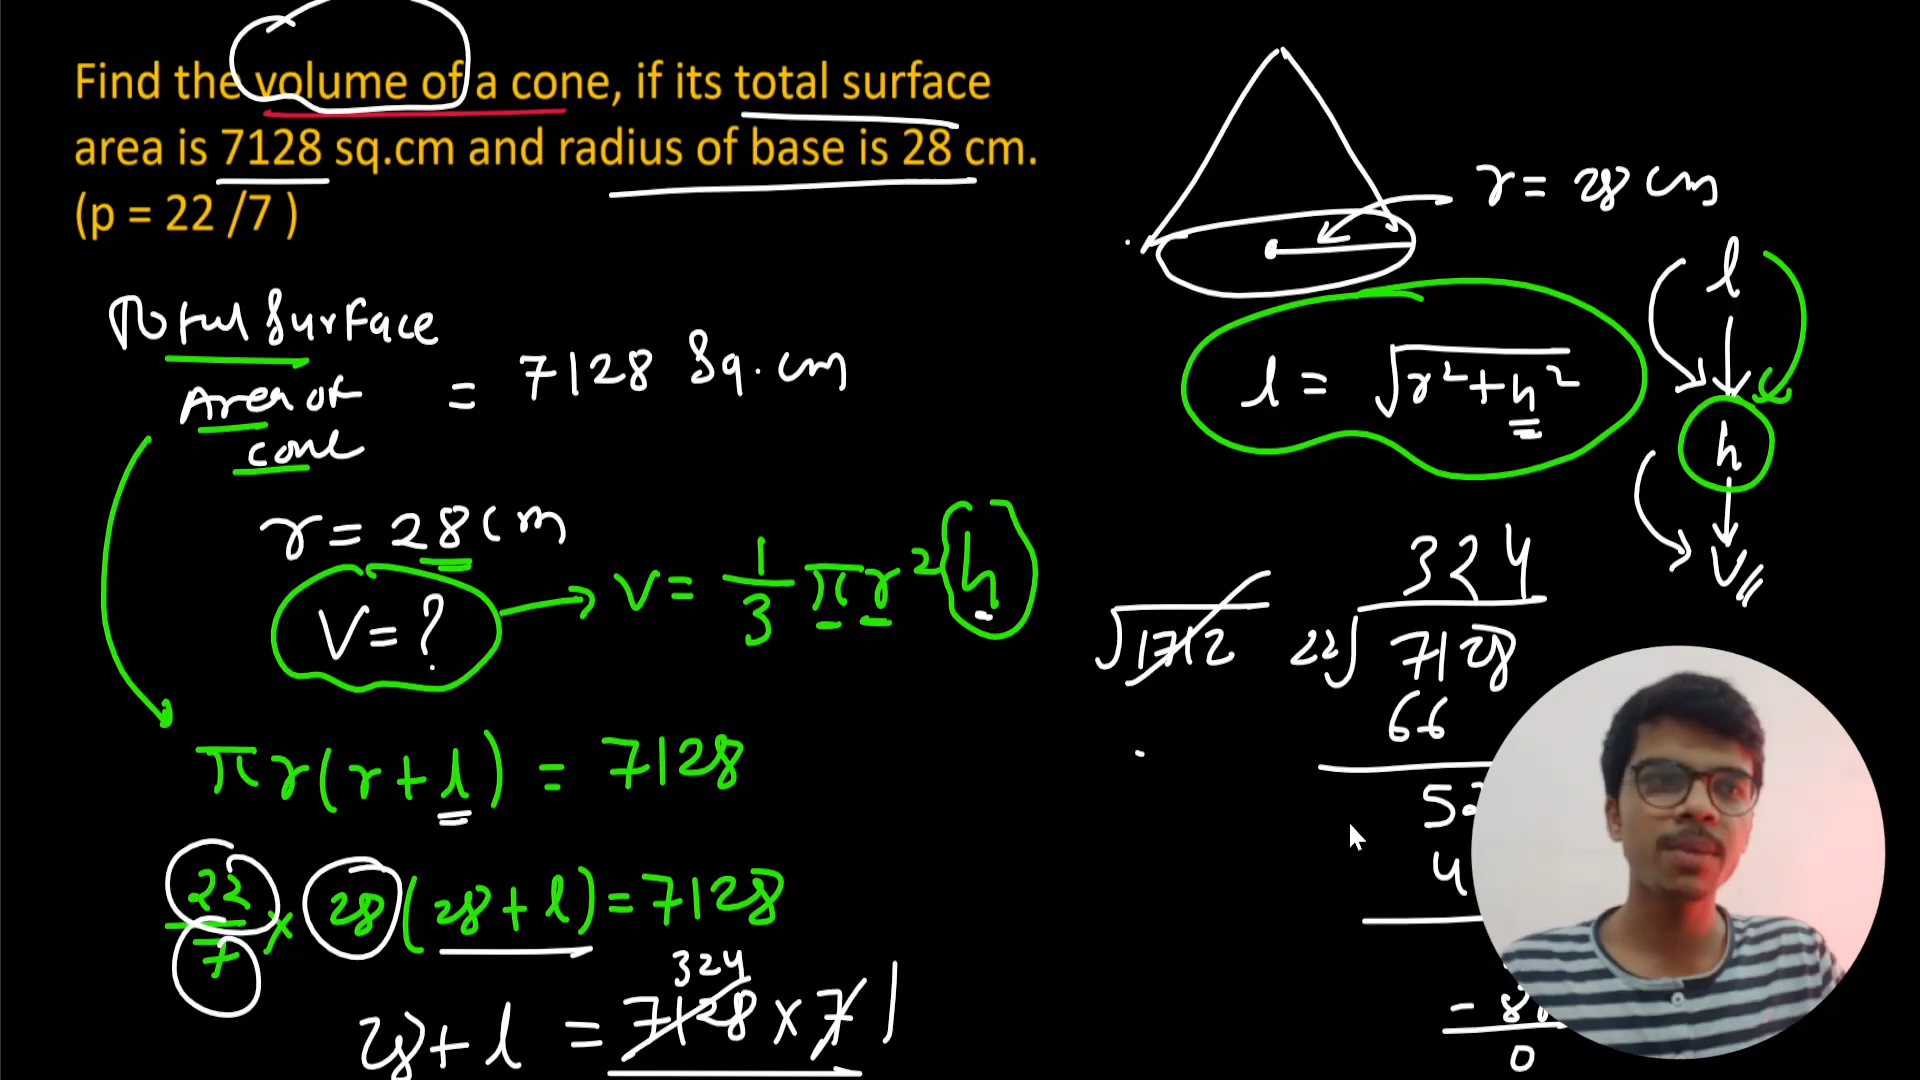 Find the volume of a cone, if its total surface
area is 7128 sq.cm and radius of base is 28 cm.
(p = 22 /7 )
r = 28 cm
l
l = √r²+h²
h
V
Total Surface
Area of
cone
= 7128 Sq. cm
r = 28 cm
V = ?
V = 1/3 πr²h
√1712
324
22 7128
66
πr(r+l) = 7128
22/7 × 28(28+l) = 7128
324
28+l = 7128 × 7
0